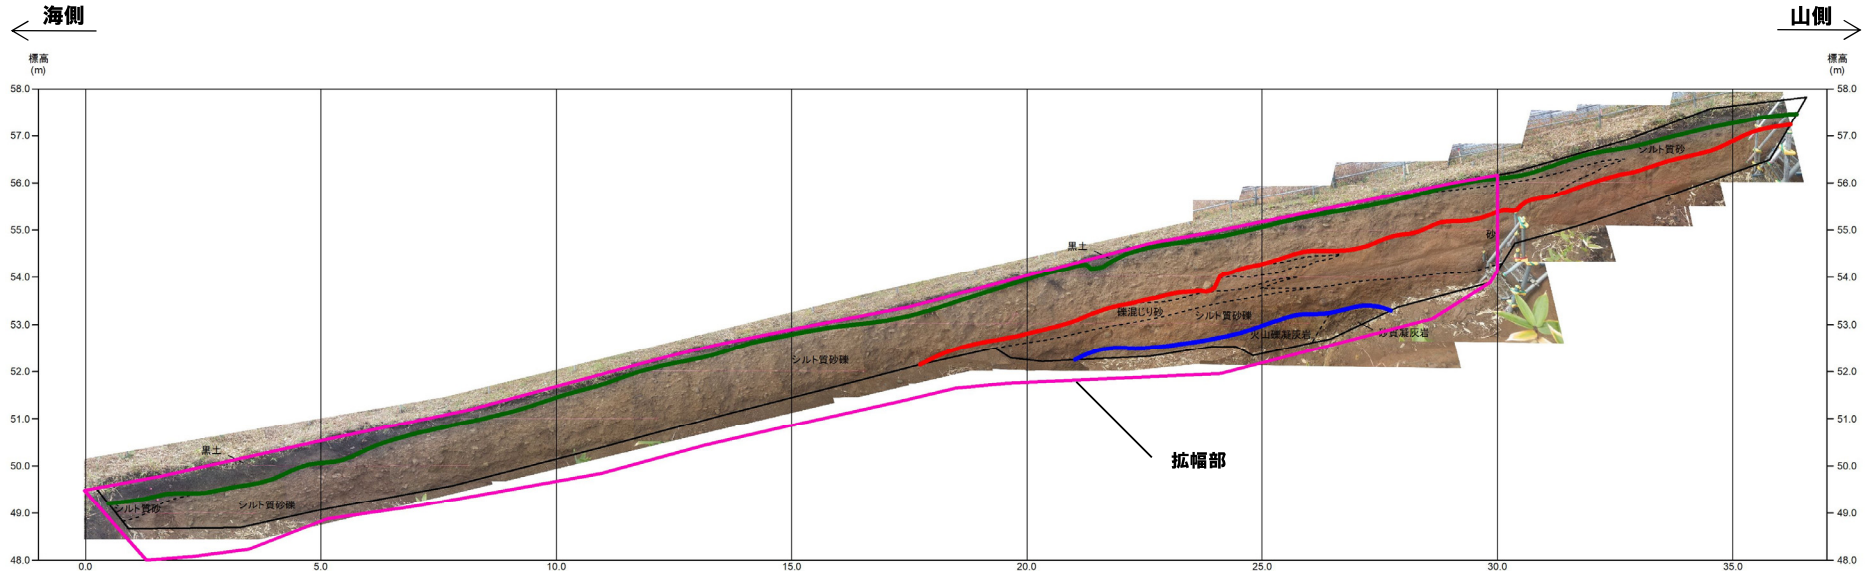 海側
山側
標高
(m)
標高
(m)
58.0
57.0
56.0
55.0
54.0
53.0
52.0
51.0
50.0
49.0
48.0
58.0
57.0
56.0
55.0
54.0
53.0
52.0
51.0
50.0
49.0
48.0
シルト質砂
砂
黒土
礫混じり砂
シルト質砂礫
火山礫凝灰岩
砂質凝灰岩
シルト質砂礫
黒土
シルト質砂
シルト質砂礫
拡幅部
0.0
5.0
10.0
15.0
20.0
25.0
30.0
35.0